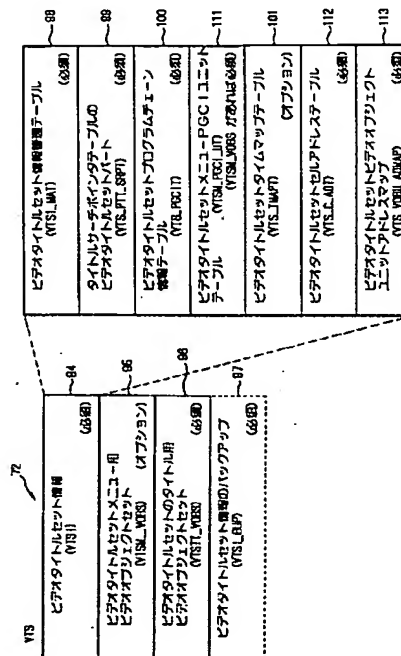 VTS
72
ビデオタイトルセット情報
(VTSI)
(必須)
94
ビデオタイトルセットメニュー用
ビデオオブジェクトセット
(VTSM_VOBS)
(オプション)
95
ビデオタイトルセットのタイトル用
ビデオオブジェクトセット
(VTSTT_VOBS)
(必須)
96
ビデオタイトルセット情報のバックアップ
(VTSI_BUP)
(必須)
97
ビデオタイトルセット情報管理テーブル
(VTSI_MAT)
(必須)
98
タイトルサーチポインタテーブルの
ビデオタイトルセットパート
(VTS_PTT_SRPT)
(必須)
99
ビデオタイトルセットプログラムチェーン
情報テーブル
(VTS_PGCIT)
(必須)
100
ビデオタイトルセットメニューPGCIユニット
テーブル
(VTSM_PGCI_UT)
(VTSM_VOBS があれば必須)
111
ビデオタイトルセットタイムマップテーブル
(VTS_TMAPT)
(オプション)
101
ビデオタイトルセットセルアドレステーブル
(VTS_C_ADT)
(必須)
112
ビデオタイトルセットビデオオブジェクト
ユニットアドレスマップ
(VTS_VOBU_ADMAP)
(必須)
113